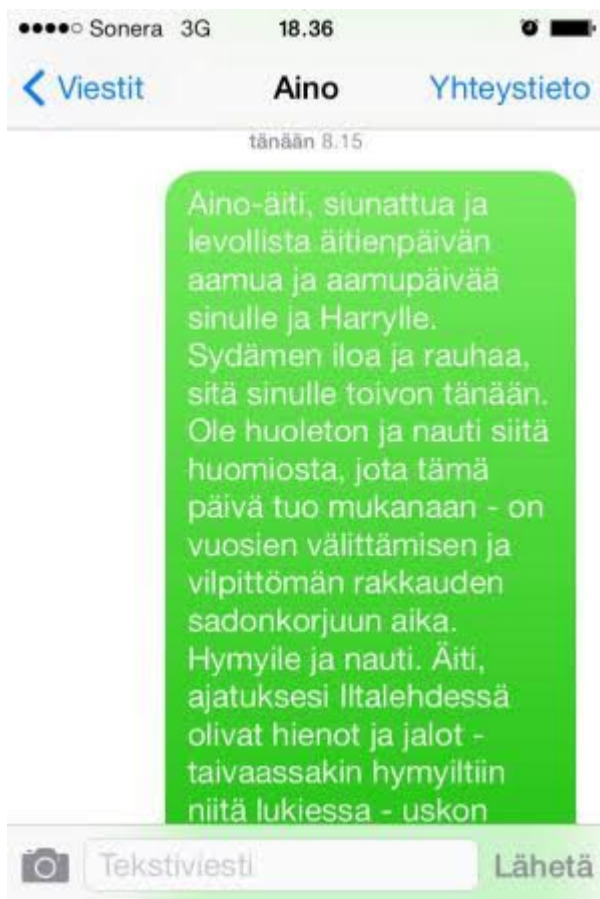 Sonera 3G 18.36
Viestit Aino Yhteystieto
tänään 8.15
Aino-äiti, siunattua ja
levollista äitienpäivän
aamua ja aamupäivää
sinulle ja Harrylle.
Sydämen iloa ja rauhaa,
sitä sinulle toivon tänään.
Ole huoleton ja nauti siitä
huomiosta, jota tämä
päivä tuo mukanaan - on
vuosien välittämisen ja
vilpittömän rakkauden
sadonkorjuun aika.
Hymyile ja nauti. Äiti,
ajatuksesi Iltalehdessä
olivat hienot ja jalot -
taivaassakin hymyiltiin
niitä lukiessa - uskon
Tekstiviesti Lähetä